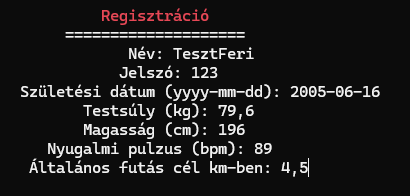 Regisztráció
====================
Név: TesztFeri
Jelszó: 123
Születési dátum (yyyy-mm-dd): 2005-06-16
Testsúly (kg): 79,6
Magasság (cm): 196
Nyugalmi pulzus (bpm): 89
Általános futás cél km-ben: 4,5